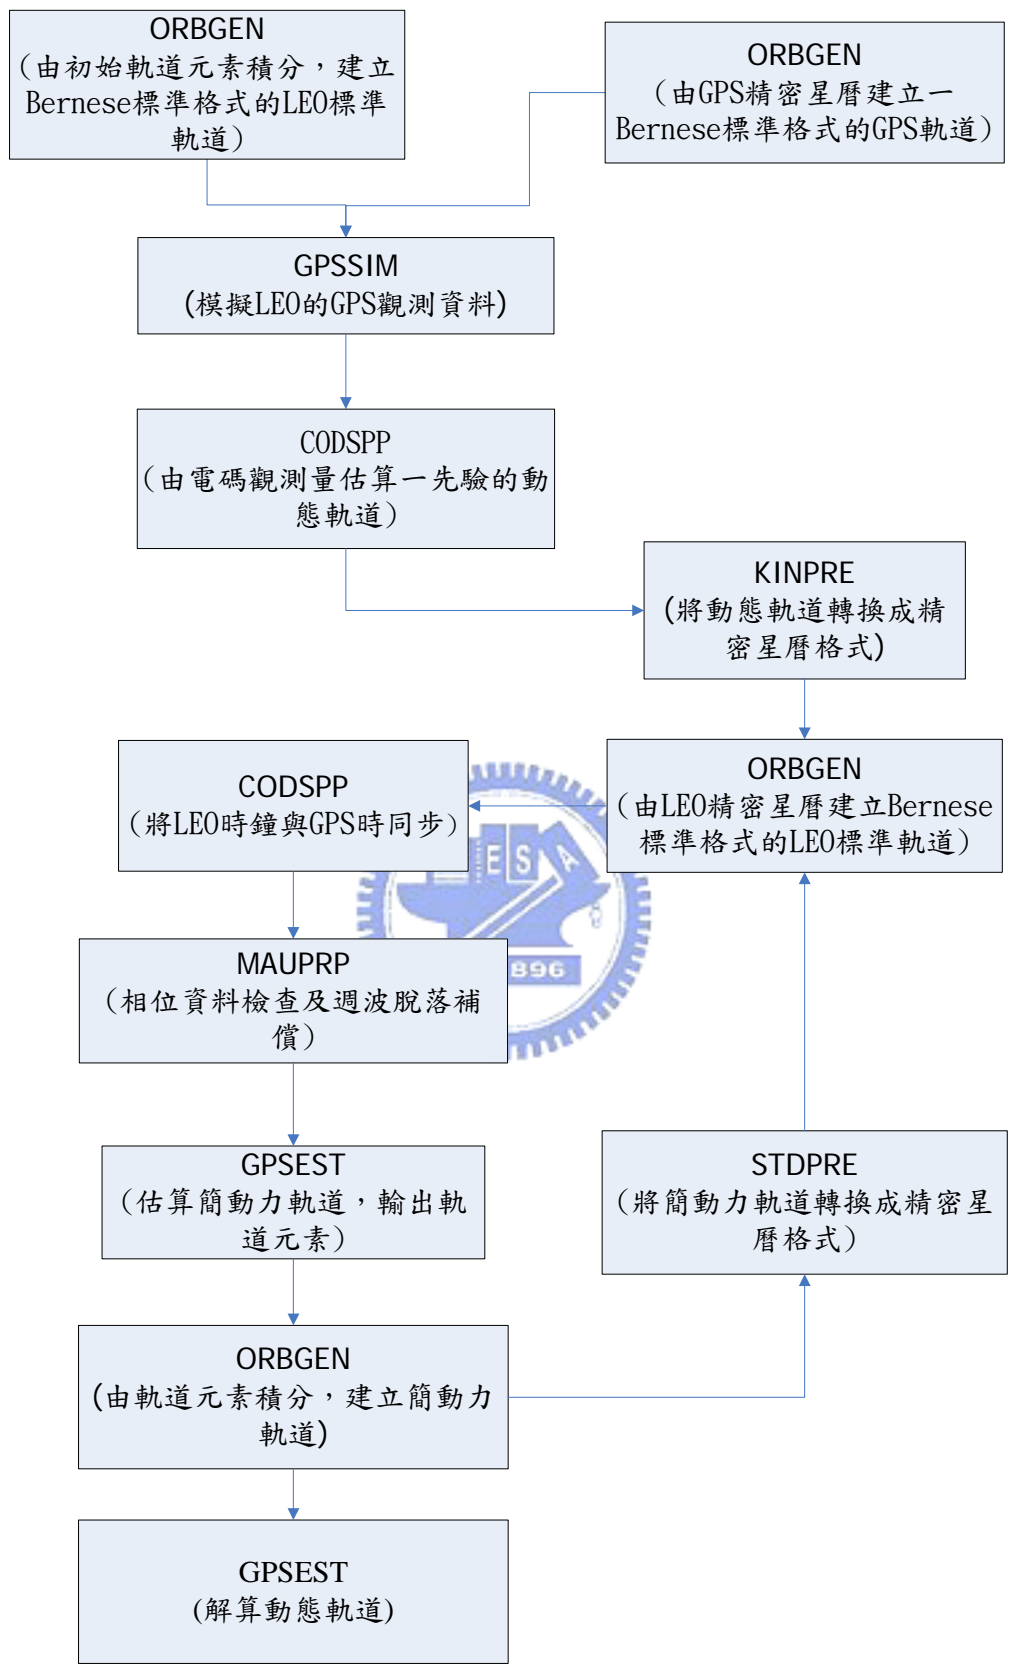 ORBGEN
(由初始軌道元素積分，建立
Bernese標準格式的LEO標準
軌道)
ORBGEN
(由GPS精密星曆建立一
Bernese標準格式的GPS軌道)
GPSSIM
(模擬LEO的GPS觀測資料)
CODSPP
(由電碼觀測量估算一先驗的動
態軌道)
KINPRE
(將動態軌道轉換成精
密星曆格式)
ORBGEN
(由LEO精密星曆建立Bernese
標準格式的LEO標準軌道)
CODSPP
(將LEO時鐘與GPS時同步)
ESA
896
MAUPRP
(相位資料檢查及週波脫落補
償)
GPSEST
(估算簡動力軌道，輸出軌
道元素)
STDPRE
(將簡動力軌道轉換成精密星
曆格式)
ORBGEN
(由軌道元素積分，建立簡動力
軌道)
GPSEST
(解算動態軌道)